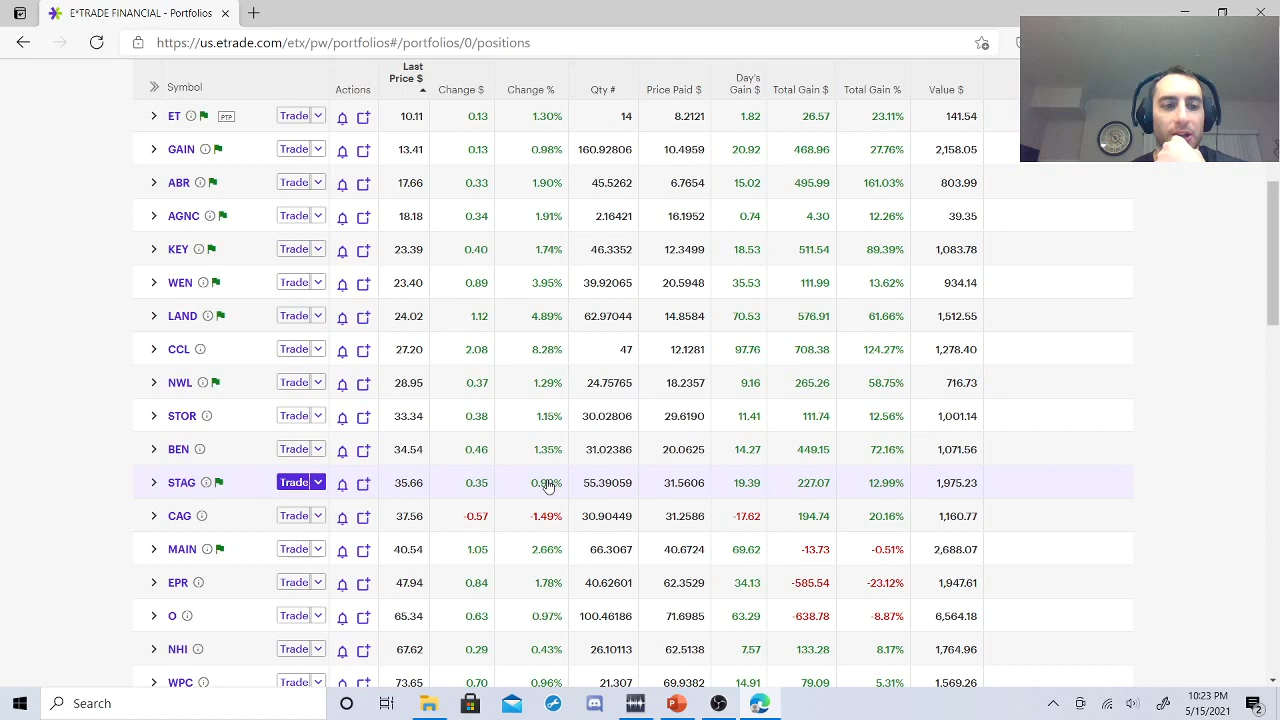 E*TRADE FINANCIAL - Portfolios
https://us.etrade.com/etx/pw/portfolios#/portfolios/0/positions
Symbol Actions Last Price $ Change $ Change % Qty # Price Paid $ Day's Gain $ Total Gain $ Total Gain % Value $
ET PTP Trade 10.11 0.13 1.30% 14 8.2121 1.82 26.57 23.11% 141.54
GAIN Trade 13.41 0.13 0.98% 160.92806 10.4959 20.92 468.96 27.76% 2,158.05
ABR Trade 17.66 0.33 1.90% 45.5262 6.7654 15.02 495.99 161.03% 803.99
AGNC Trade 18.18 0.34 1.91% 2.16421 16.1952 0.74 4.30 12.26% 39.35
KEY Trade 23.39 0.40 1.74% 46.3352 12.3499 18.53 511.54 89.39% 1,083.78
WEN Trade 23.40 0.89 3.95% 39.92065 20.5948 35.53 111.99 13.62% 934.14
LAND Trade 24.02 1.12 4.89% 62.97044 14.8584 70.53 576.91 61.66% 1,512.55
CCL Trade 27.20 2.08 8.28% 47 12.1281 97.76 708.38 124.27% 1,278.40
NWL Trade 28.95 0.37 1.29% 24.75765 18.2357 9.16 265.26 58.75% 716.73
STOR Trade 33.34 0.38 1.15% 30.02806 29.6190 11.41 111.74 12.56% 1,001.14
BEN Trade 34.54 0.46 1.35% 31.02386 20.0625 14.27 449.15 72.16% 1,071.56
STAG Trade 35.66 0.35 55.39059 31.5606 19.39 227.07 12.99% 1,975.23
CAG Trade 37.56 -0.57 -1.49% 30.90449 31.2586 -17.62 194.74 20.16% 1,160.77
MAIN Trade 40.54 1.05 2.66% 66.3067 40.6724 69.62 -13.73 -0.51% 2,688.07
EPR Trade 47.94 0.84 1.78% 40.62601 62.3529 34.13 -585.54 -23.12% 1,947.61
O Trade 65.34 0.63 0.97% 100.46186 71.6985 63.29 -638.78 -8.87% 6,564.18
NHI Trade 67.62 0.29 0.43% 26.10113 62.5138 7.57 133.28 8.17% 1,764.96
WPC Trade 73.65 0.70 0.96% 21.307 69.9382 14.91 79.09 5.31% 1,569.26
Search
10:23 PM
5/15/2021
2